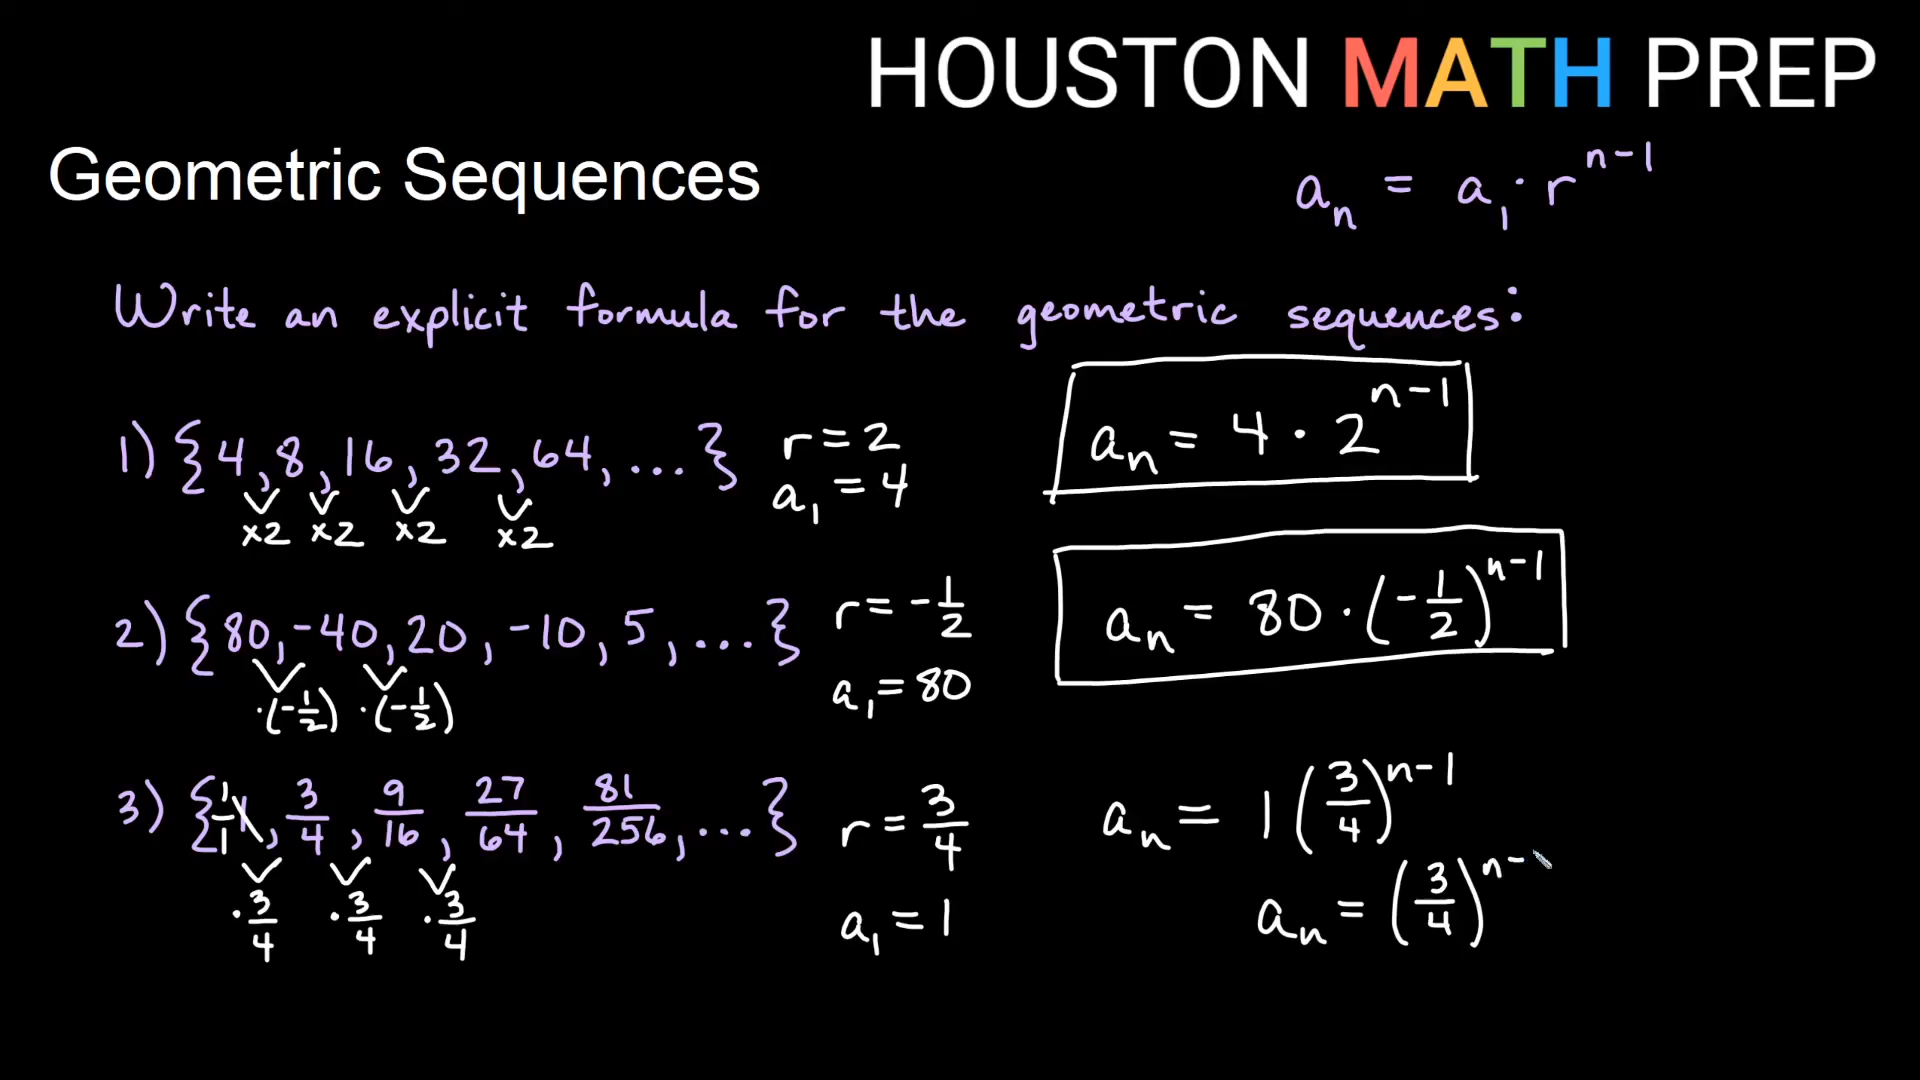 HOUSTON MATH PREP
Geometric Sequences
aₙ = a₁ · rⁿ⁻¹
Write an explicit formula for the geometric sequences:
1) {4, 8, 16, 32, 64, ...}
×2 ×2 ×2 ×2
r = 2
a₁ = 4
aₙ = 4 · 2ⁿ⁻¹
2) {80, -40, 20, -10, 5, ...}
·(-1/2) ·(-1/2)
r = -1/2
a₁ = 80
aₙ = 80 · (-1/2)ⁿ⁻¹
3) {1/1, 3/4, 9/16, 27/64, 81/256, ...}
·3/4 ·3/4 ·3/4
r = 3/4
a₁ = 1
aₙ = 1(3/4)ⁿ⁻¹
aₙ = (3/4)ⁿ⁻